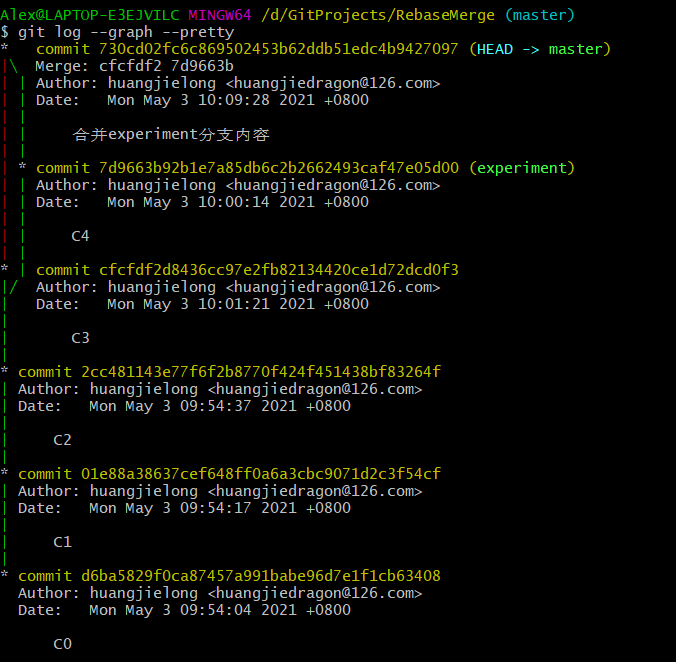 Alex@LAPTOP-E3EJVILC MINGW64 /d/GitProjects/RebaseMerge (master)
$ git log --graph --pretty
*   commit 730cd02fc6c869502453b62ddb51edc4b9427097 (HEAD -> master)
|\  Merge: cfcfdf2 7d9663b
| | Author: huangjielong <huangjiedragon@126.com>
| | Date:   Mon May 3 10:09:28 2021 +0800
| |
| |     合并experiment分支内容
| |
| * commit 7d9663b92b1e7a85db6c2b2662493caf47e05d00 (experiment)
| | Author: huangjielong <huangjiedragon@126.com>
| | Date:   Mon May 3 10:00:14 2021 +0800
| |
| |     C4
| |
* | commit cfcfdf2d8436cc97e2fb82134420ce1d72dcd0f3
|/  Author: huangjielong <huangjiedragon@126.com>
|   Date:   Mon May 3 10:01:21 2021 +0800
|
|       C3
|
* commit 2cc481143e77f6f2b8770f424f451438bf83264f
| Author: huangjielong <huangjiedragon@126.com>
| Date:   Mon May 3 09:54:37 2021 +0800
|
|     C2
|
* commit 01e88a38637cef648ff0a6a3cbc9071d2c3f54cf
| Author: huangjielong <huangjiedragon@126.com>
| Date:   Mon May 3 09:54:17 2021 +0800
|
|     C1
|
* commit d6ba5829f0ca87457a991babe96d7e1f1cb63408
  Author: huangjielong <huangjiedragon@126.com>
  Date:   Mon May 3 09:54:04 2021 +0800

      C0